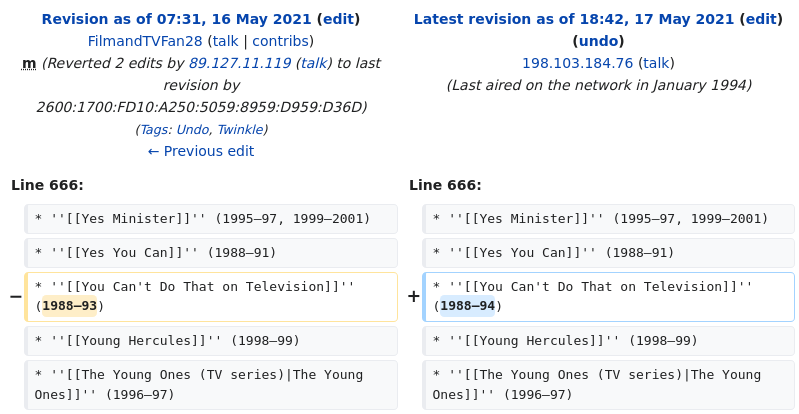 Revision as of 07:31, 16 May 2021 (edit)
FilmandTVFan28 (talk | contribs)
m (Reverted 2 edits by 89.127.11.119 (talk) to last
revision by
2600:1700:FD10:A250:5059:8959:D959:D36D)
(Tags: Undo, Twinkle)
← Previous edit
Latest revision as of 18:42, 17 May 2021 (edit)
(undo)
198.103.184.76 (talk)
(Last aired on the network in January 1994)
Line 666:
Line 666:
* ''[[Yes Minister]]'' (1995–97, 1999–2001)
* ''[[Yes Minister]]'' (1995–97, 1999–2001)
* ''[[Yes You Can]]'' (1988–91)
* ''[[Yes You Can]]'' (1988–91)
− * ''[[You Can't Do That on Television]]''
(1988–93)
+ * ''[[You Can't Do That on Television]]''
(1988–94)
* ''[[Young Hercules]]'' (1998–99)
* ''[[Young Hercules]]'' (1998–99)
* ''[[The Young Ones (TV series)|The Young
Ones]]'' (1996–97)
* ''[[The Young Ones (TV series)|The Young
Ones]]'' (1996–97)